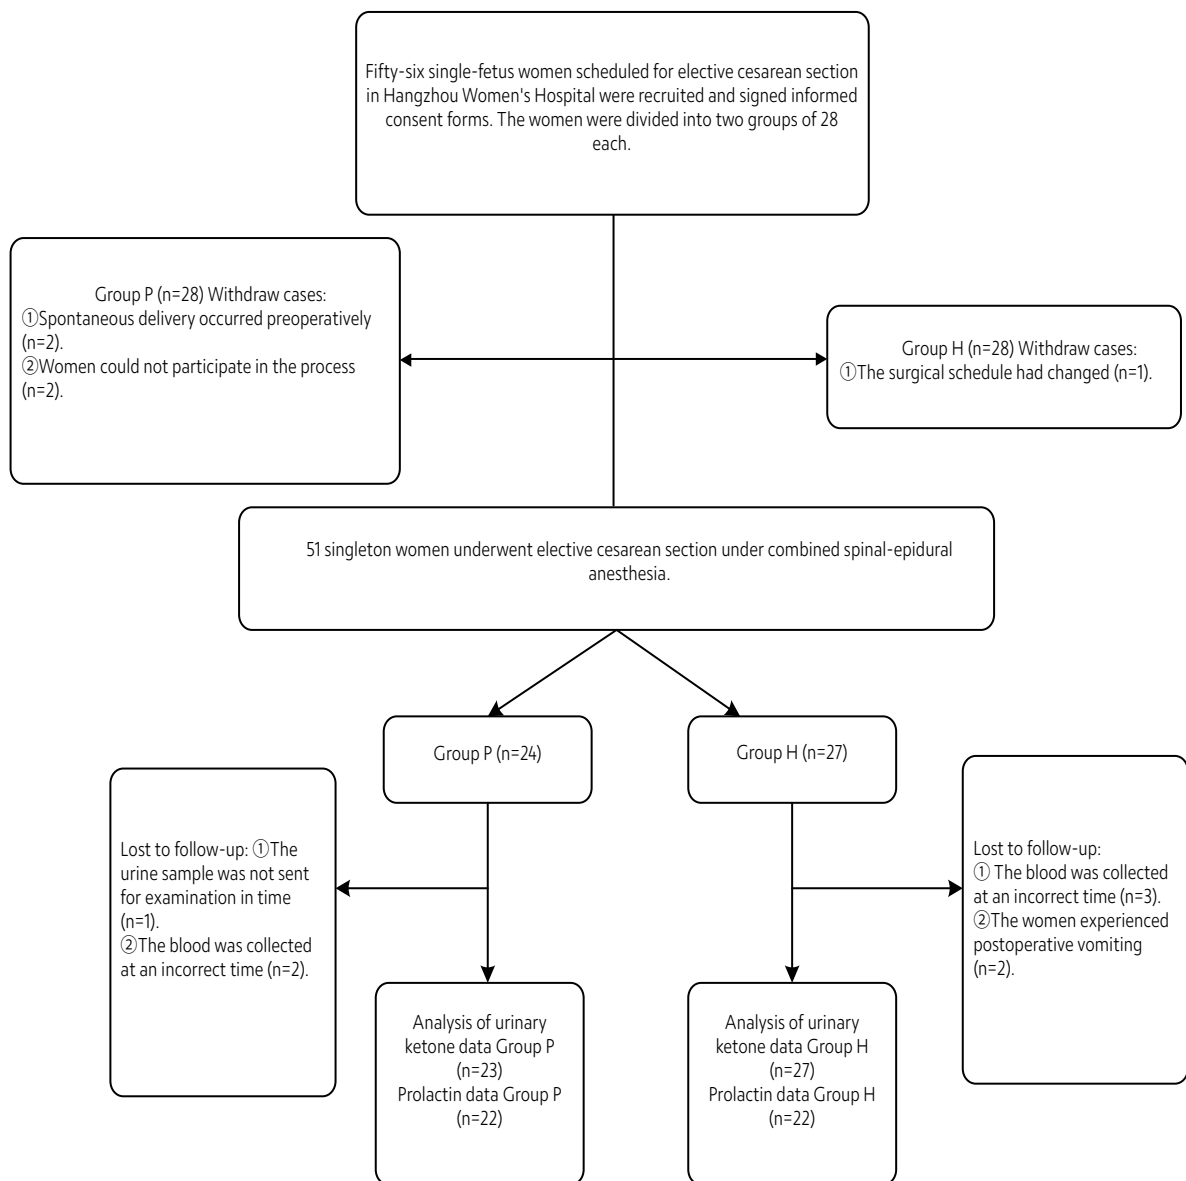 Fifty-six single-fetus women scheduled for elective cesarean section
in Hangzhou Women's Hospital were recruited and signed informed
consent forms. The women were divided into two groups of 28
each.
Group P (n=28) Withdraw cases:
①Spontaneous delivery occurred preoperatively
(n=2).
②Women could not participate in the process
(n=2).
Group H (n=28) Withdraw cases:
①The surgical schedule had changed (n=1).
51 singleton women underwent elective cesarean section under combined spinal-epidural
anesthesia.
Group P (n=24)
Group H (n=27)
Lost to follow-up: ①The
urine sample was not sent
for examination in time
(n=1).
②The blood was collected
at an incorrect time (n=2).
Lost to follow-up:
① The blood was collected
at an incorrect time (n=3).
②The women experienced
postoperative vomiting
(n=2).
Analysis of urinary
ketone data Group P
(n=23)
Prolactin data Group P
(n=22)
Analysis of urinary
ketone data Group H
(n=27)
Prolactin data Group H
(n=22)